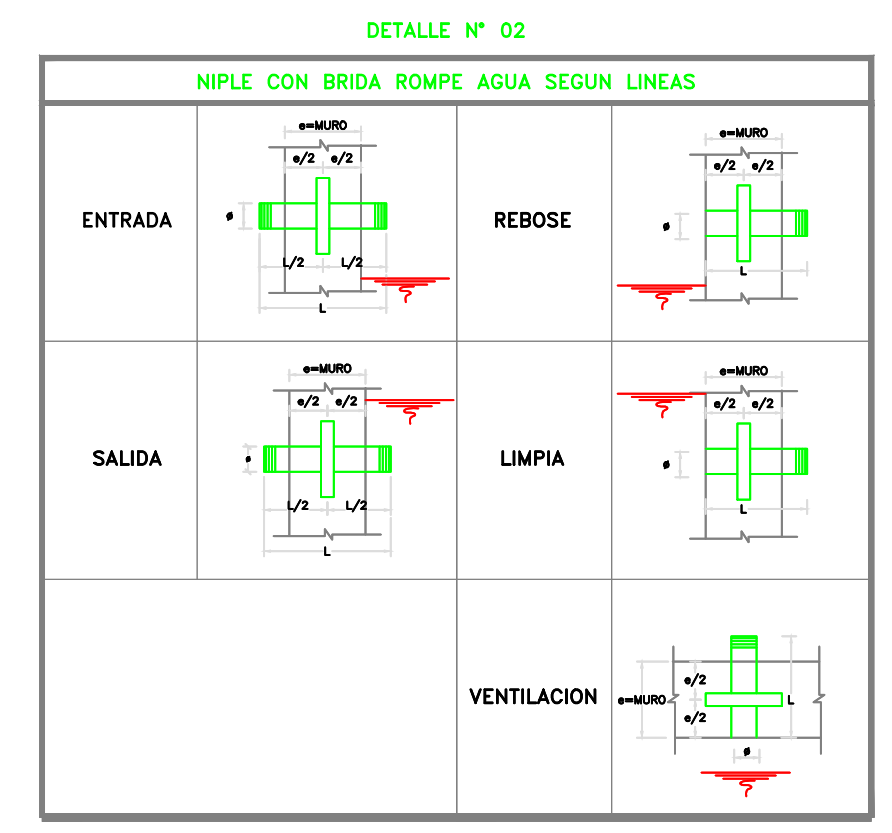 DETALLE N° 02
NIPLE CON BRIDA ROMPE AGUA SEGUN LINEAS
ENTRADA
e=MURO
e/2 e/2
ø
L/2 L/2
L
REBOSE
e=MURO
e/2 e/2
ø
L
SALIDA
e=MURO
e/2 e/2
ø
L/2 L/2
L
LIMPIA
e=MURO
e/2 e/2
ø
L
VENTILACION
e/2
e=MURO
L
e/2
ø